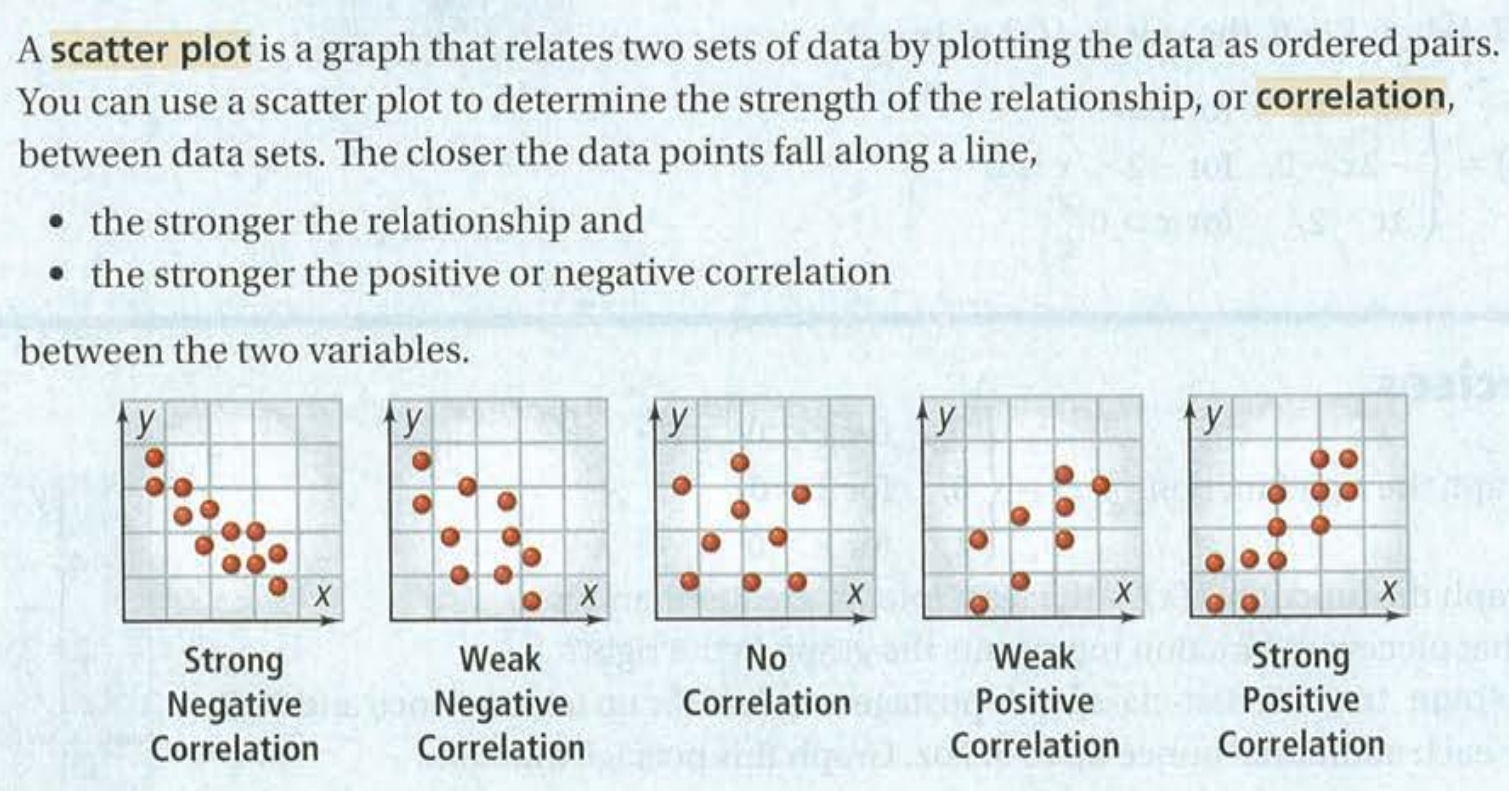 A scatter plot is a graph that relates two sets of data by plotting the data as ordered pairs.
You can use a scatter plot to determine the strength of the relationship, or correlation,
between data sets. The closer the data points fall along a line,
• the stronger the relationship and
• the stronger the positive or negative correlation
between the two variables.
y y y y y
x x x x x
Strong Weak No Weak Strong
Negative Negative Correlation Positive Positive
Correlation Correlation Correlation Correlation